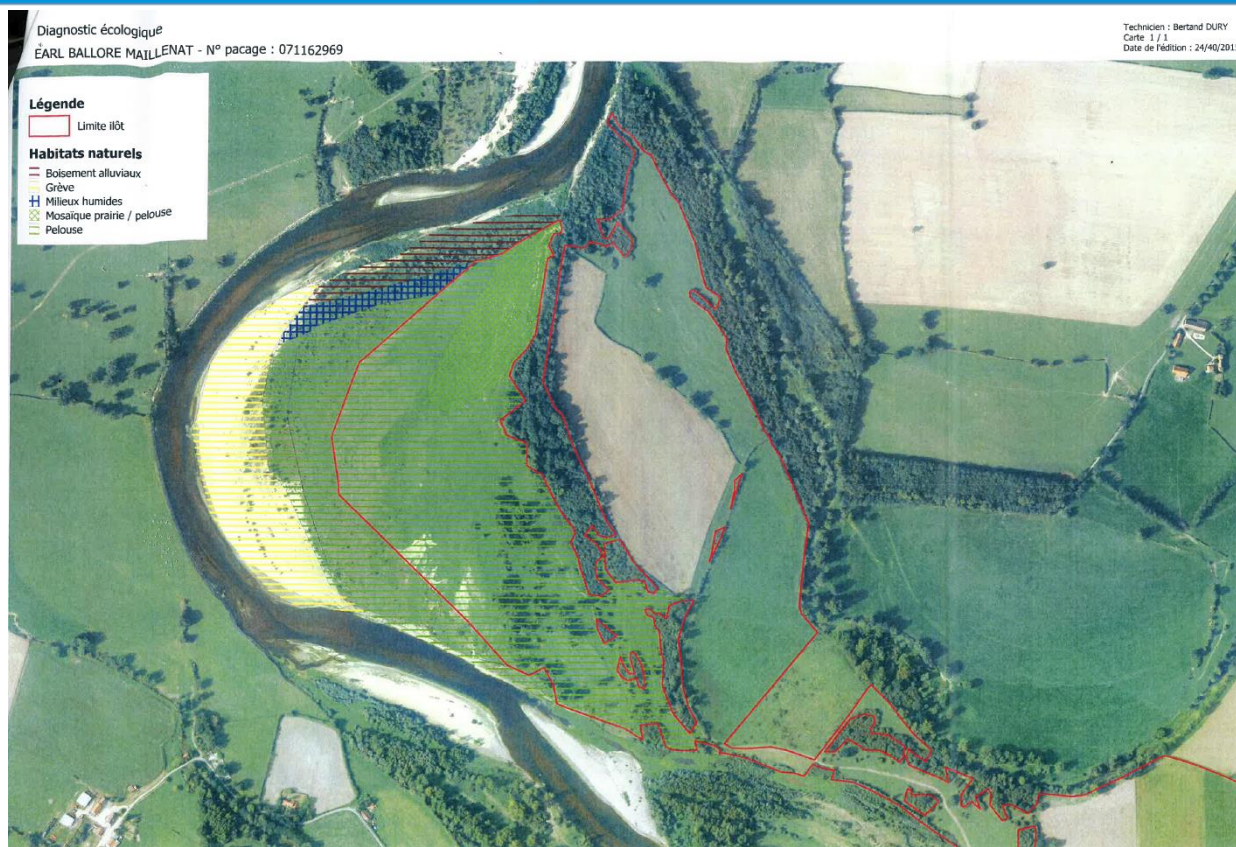 Diagnostic écologique
EARL BALLORE MAILLENAT - N° pacage : 071162969
Technicien : Bertand DURY
Carte 1 / 1
Date de l'édition : 24/40/2015
Légende
Limite ilôt
Habitats naturels
Boisement alluviaux
Grève
Milieux humides
Mosaïque prairie / pelouse
Pelouse